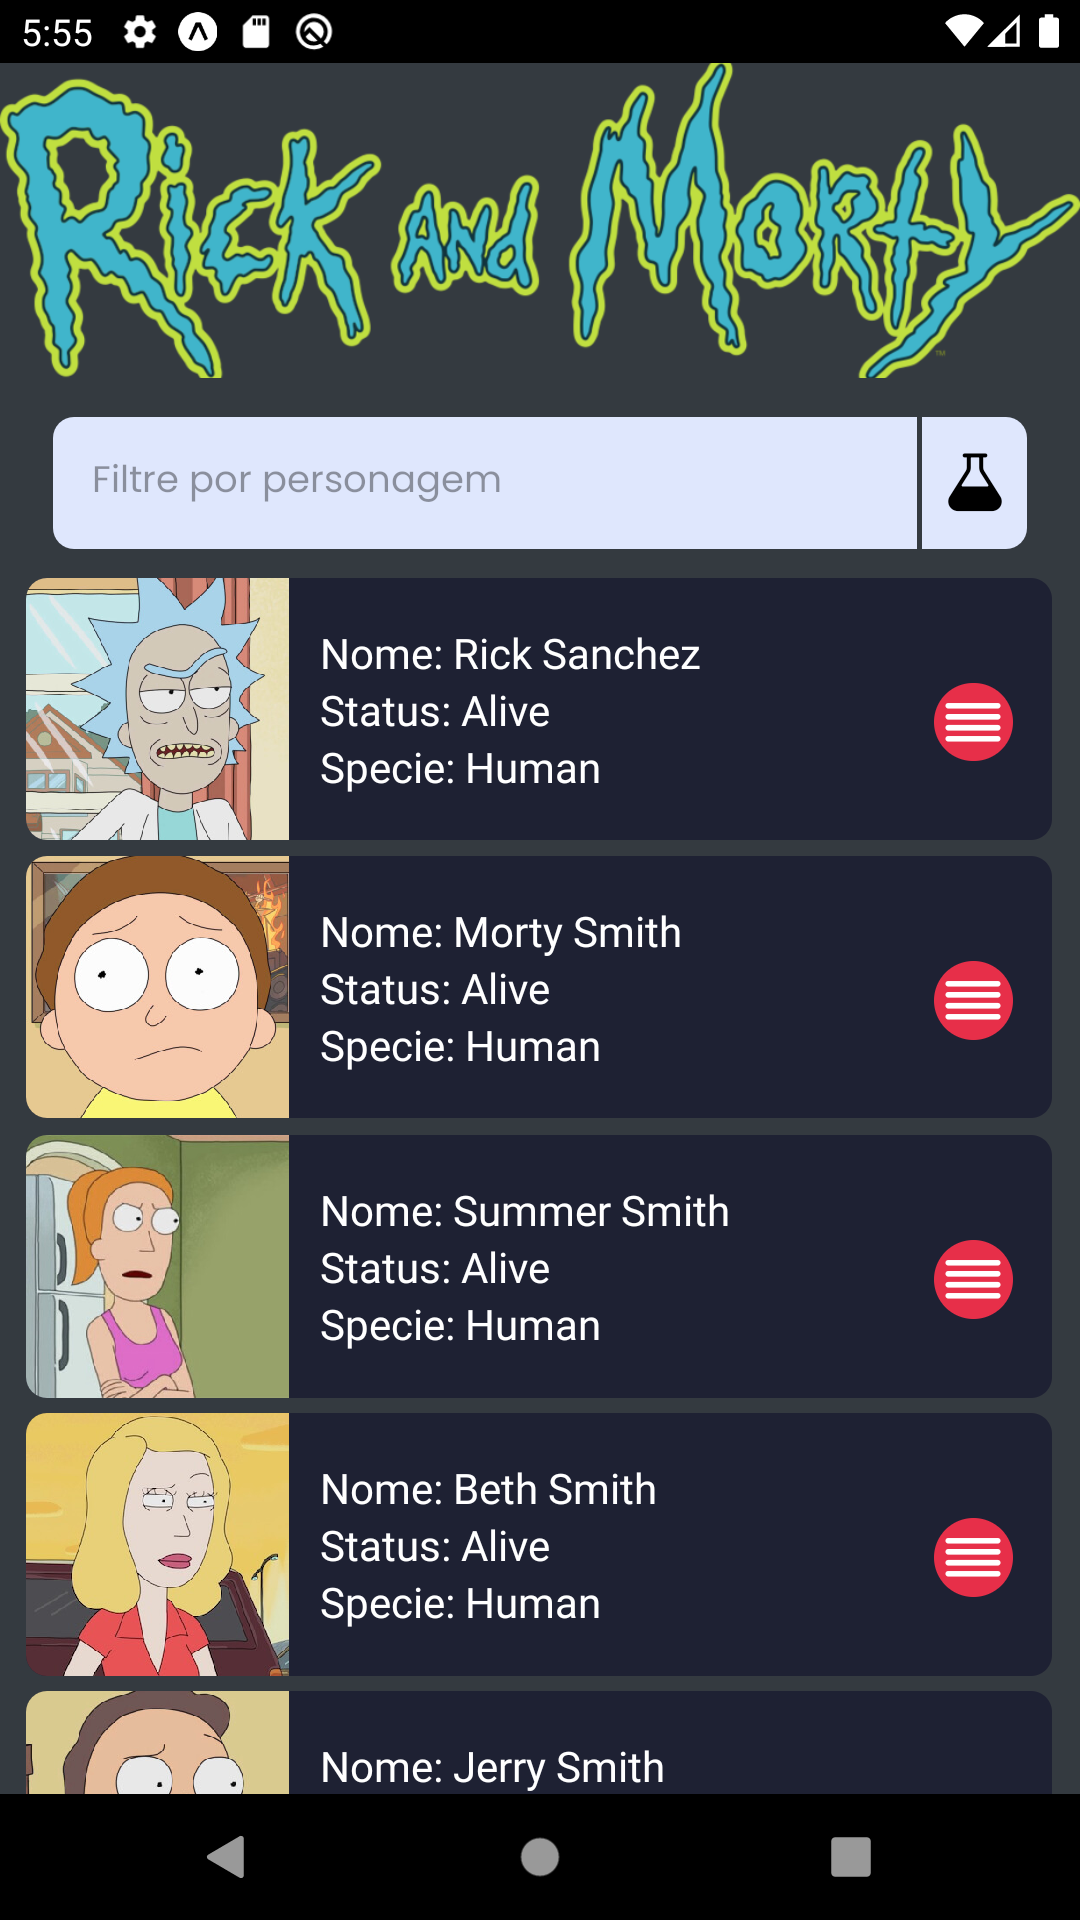 5:55
Rick and Morty
™
Filtre por personagem
Nome: Rick Sanchez
Status: Alive
Specie: Human
Nome: Morty Smith
Status: Alive
Specie: Human
Nome: Summer Smith
Status: Alive
Specie: Human
Nome: Beth Smith
Status: Alive
Specie: Human
Nome: Jerry Smith